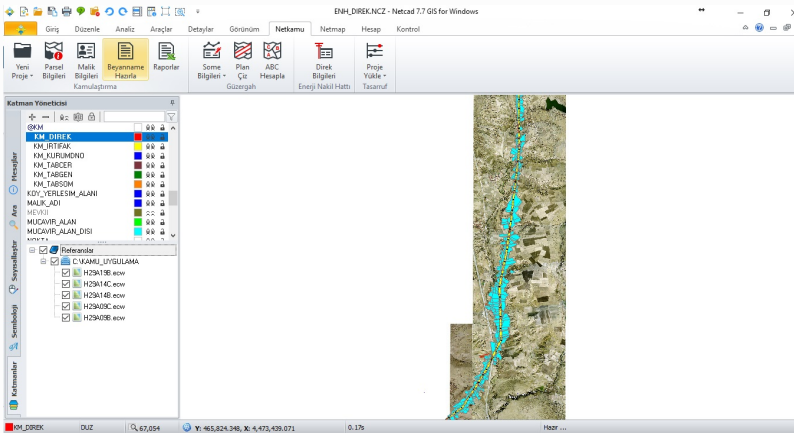 ENH_DIREK.NCZ - Netcad 7.7 GIS for Windows
Giriş Düzenle Analiz Araçlar Detaylar Görünüm Netkamu Netmap Hesap Kontrol
Yeni Proje Parsel Bilgileri Malik Bilgileri Beyanname Hazırla Raporlar Some Bilgileri Plan Çiz ABC Hesapla Direk Bilgileri Proje Yükle
Kamulaştırma Güzergah Enerji Nakil Hattı Tasarruf
Katman Yöneticisi
@KM
KM_DIREK
KM_IRTIFAK
KM_KURUMDNO
KM_TABCER
KM_TABGEN
KM_TABSOM
KOY_YERLESIM_ALANI
MALIK_ADI
MEVKII
MUCAVIR_ALAN
MUCAVIR_ALAN_DISI
NOKTA
Referanslar
C:\KAMU_UYGULAMA
H29A19B.ecw
H29A14C.ecw
H29A14B.ecw
H29A09C.ecw
H29A09B.ecw
Mesajlar
Ara
Sayısallaştır
Semboloji
Katmanlar
KM_DIREK DUZ 67,054 Y: 465,824.348, X: 4,473,439.071 0.17s Hazır ...